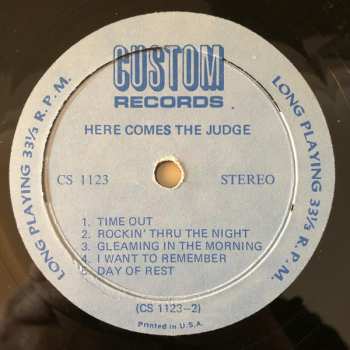 CUSTOM
RECORDS
HERE COMES THE JUDGE
CS 1123
STEREO
LONG PLAYING 33⅓ R.P.M.
LONG PLAYING 33⅓ R.P.M.
1. TIME OUT
2. ROCKIN' THRU THE NIGHT
3. GLEAMING IN THE MORNING
4. I WANT TO REMEMBER
5. DAY OF REST
(CS 1123-2)
Printed in U.S.A.